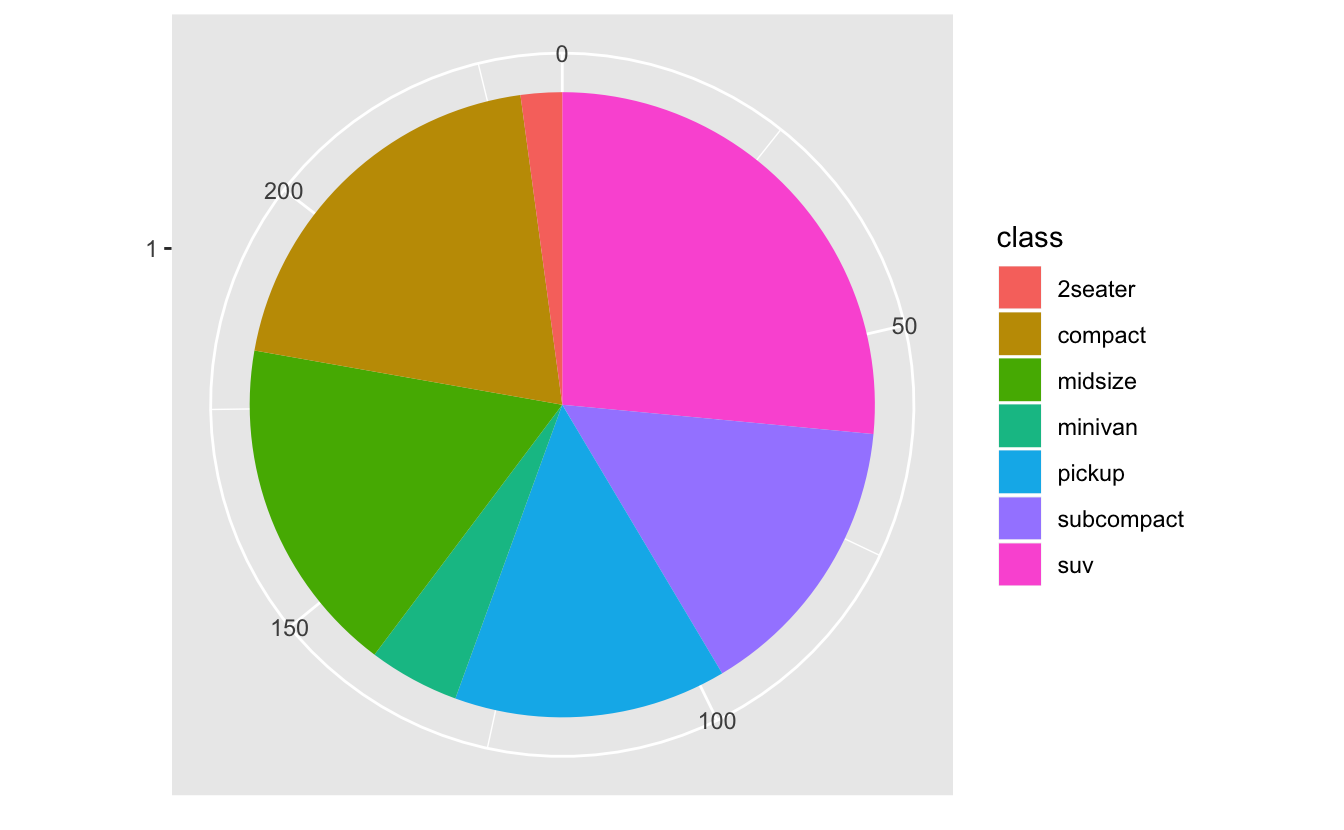 0
50
100
150
200
1
class
2seater
compact
midsize
minivan
pickup
subcompact
suv